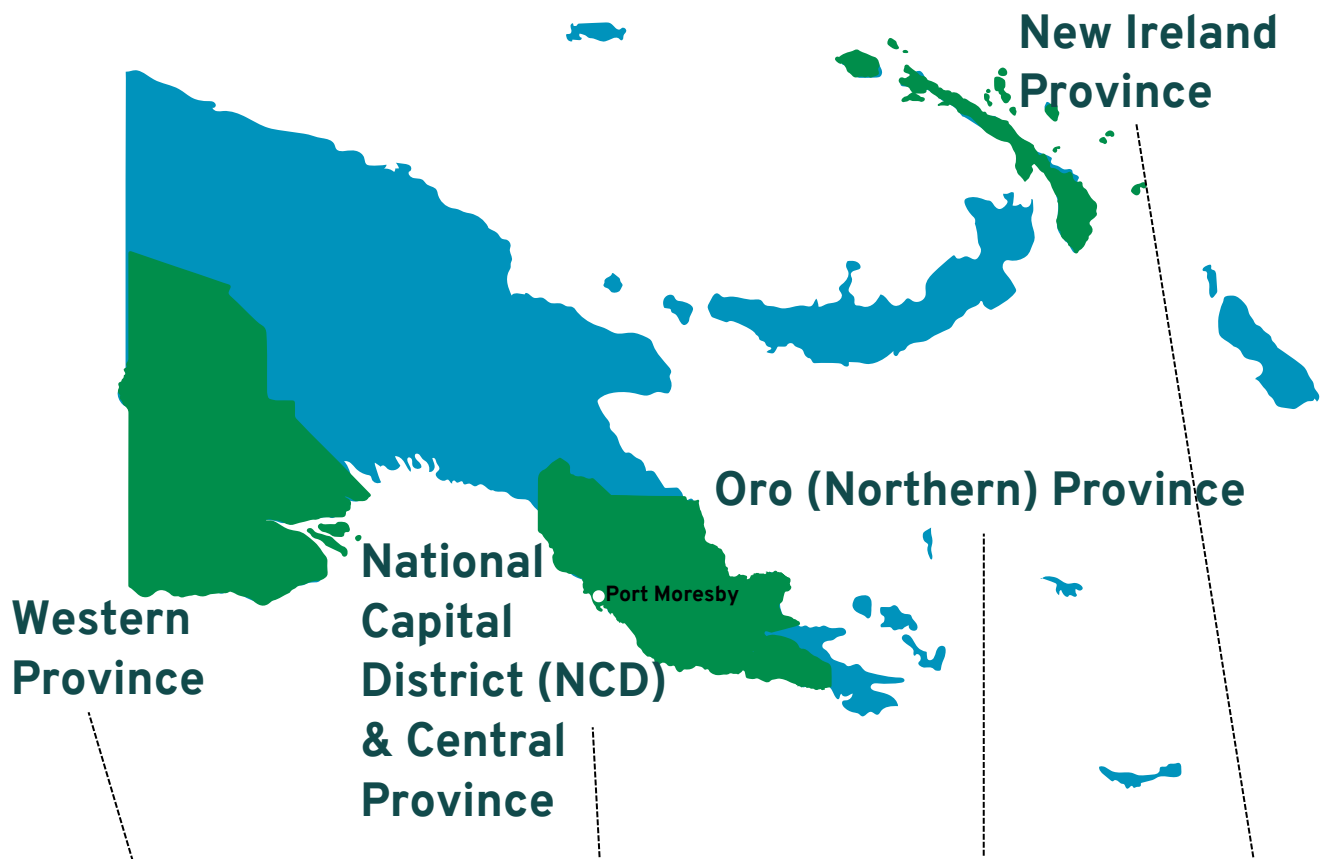 New Ireland
Province
Oro (Northern) Province
National
Capital
District (NCD)
& Central
Province
Port Moresby
Western
Province